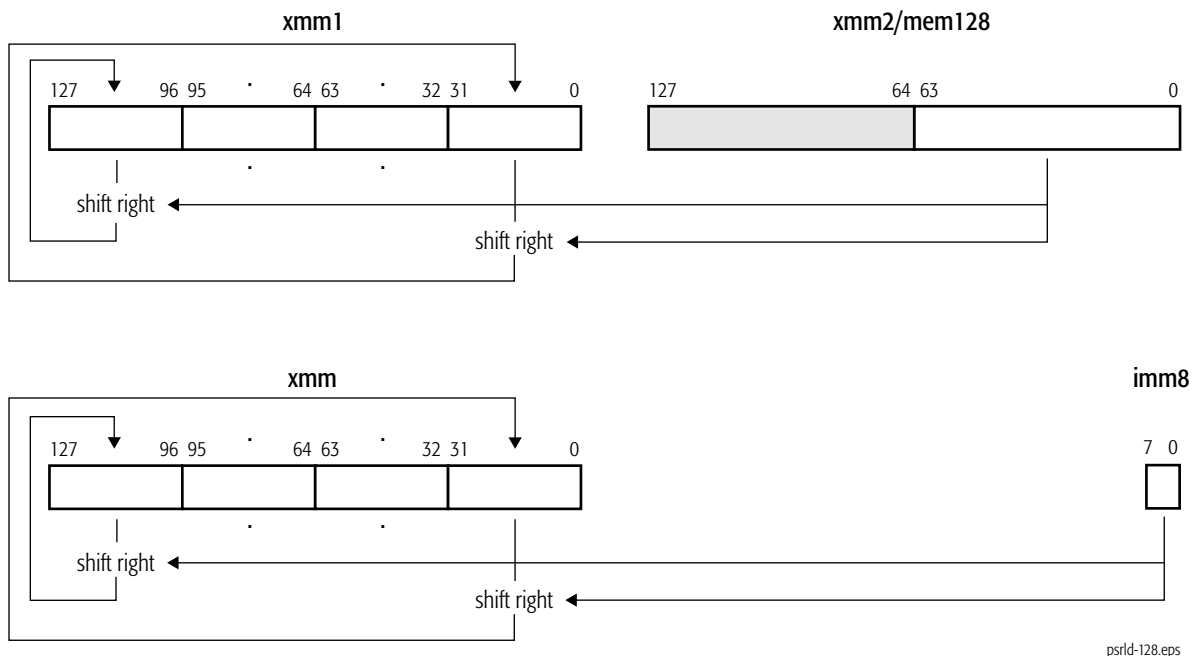 xmm1 xmm2/mem128
127 96 95 . 64 63 . 32 31 0 127 64 63 0
. .
shift right
shift right
xmm imm8
127 96 95 . 64 63 . 32 31 0 7 0
. .
shift right
shift right
psrld-128.eps